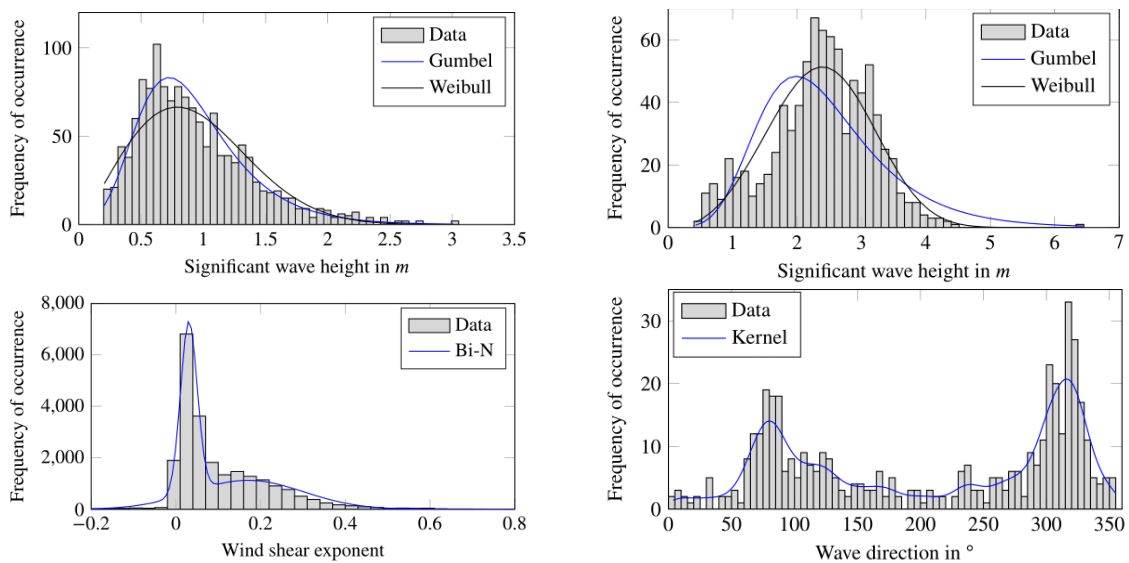 Frequency of occurrence
100
50
0
Data
Gumbel
Weibull
0 0.5 1 1.5 2 2.5 3 3.5
Significant wave height in m
Frequency of occurrence
60
40
20
0
Data
Gumbel
Weibull
1 2 3 4 5 6 7
Significant wave height in m
Frequency of occurrence
8,000
6,000
4,000
2,000
0
Data
Bi-N
−0.2 0 0.2 0.4 0.6 0.8
Wind shear exponent
Frequency of occurrence
30
20
10
0
Data
Kernel
0 50 100 150 200 250 300 350
Wave direction in °